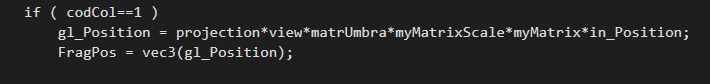 if ( codCol==1 )
gl_Position = projection*view*matrUmbra*myMatrixScale*myMatrix*in_Position;
FragPos = vec3(gl_Position);